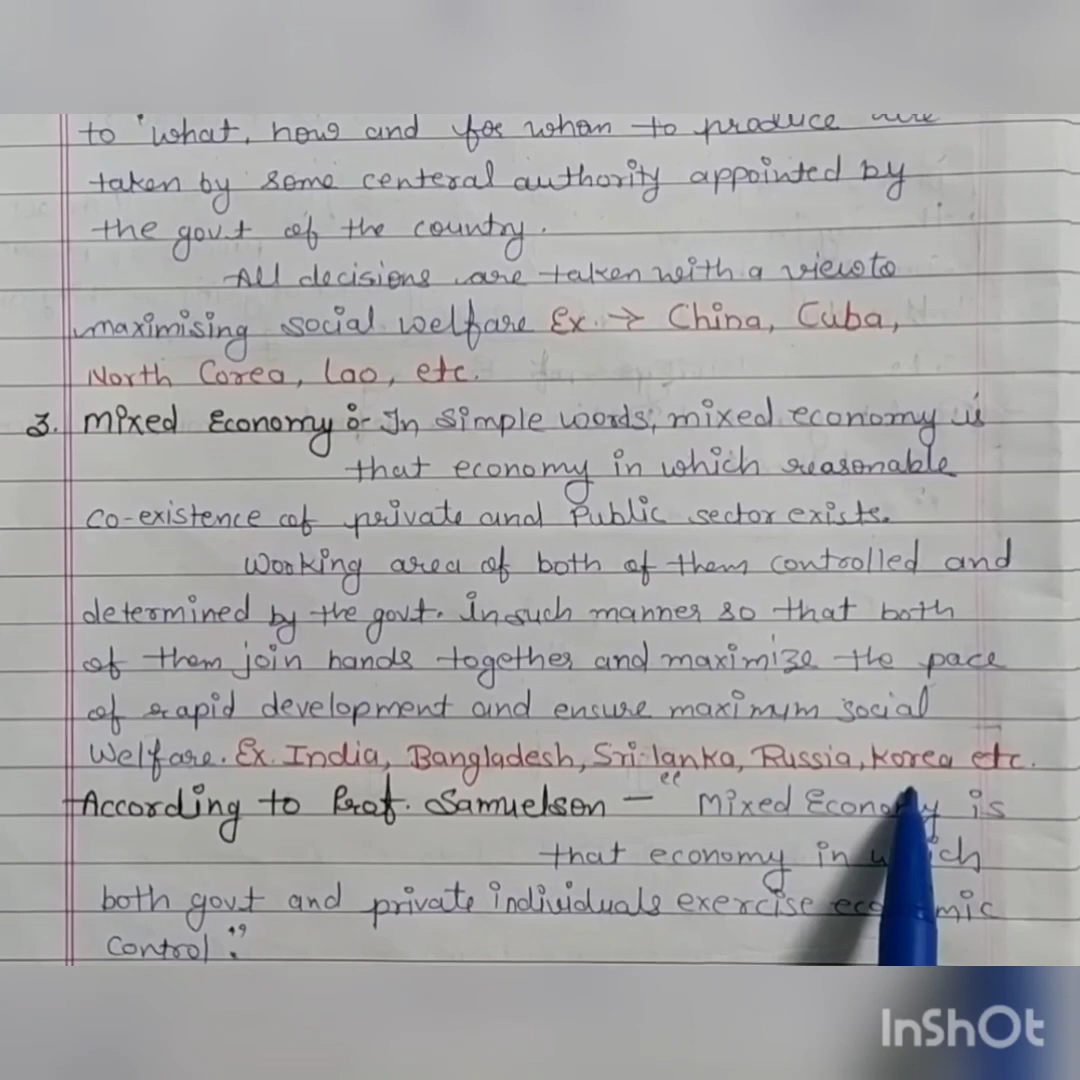 to 'what, how and for whom to produce are
taken by some centeral authority appointed by
the govt of the country.
All decisions are taken with a view to
maximising social welfare Ex. → China, Cuba,
North Corea, Lao, etc.
3. Mixed Economy :- In simple words, mixed economy is
that economy in which reasonable
co-existence of private and Public sector exists.
Working area of both of them controlled and
determined by the govt. in such manner so that both
of them join hands together and maximize the pace
of rapid development and ensure maximum social
welfare. Ex. India, Bangladesh, Sri-lanka, Russia, Korea etc.
According to Prof. Samuelson - "Mixed Economy is
that economy in which
both govt and private individuals exercise economic
control."
InShOt